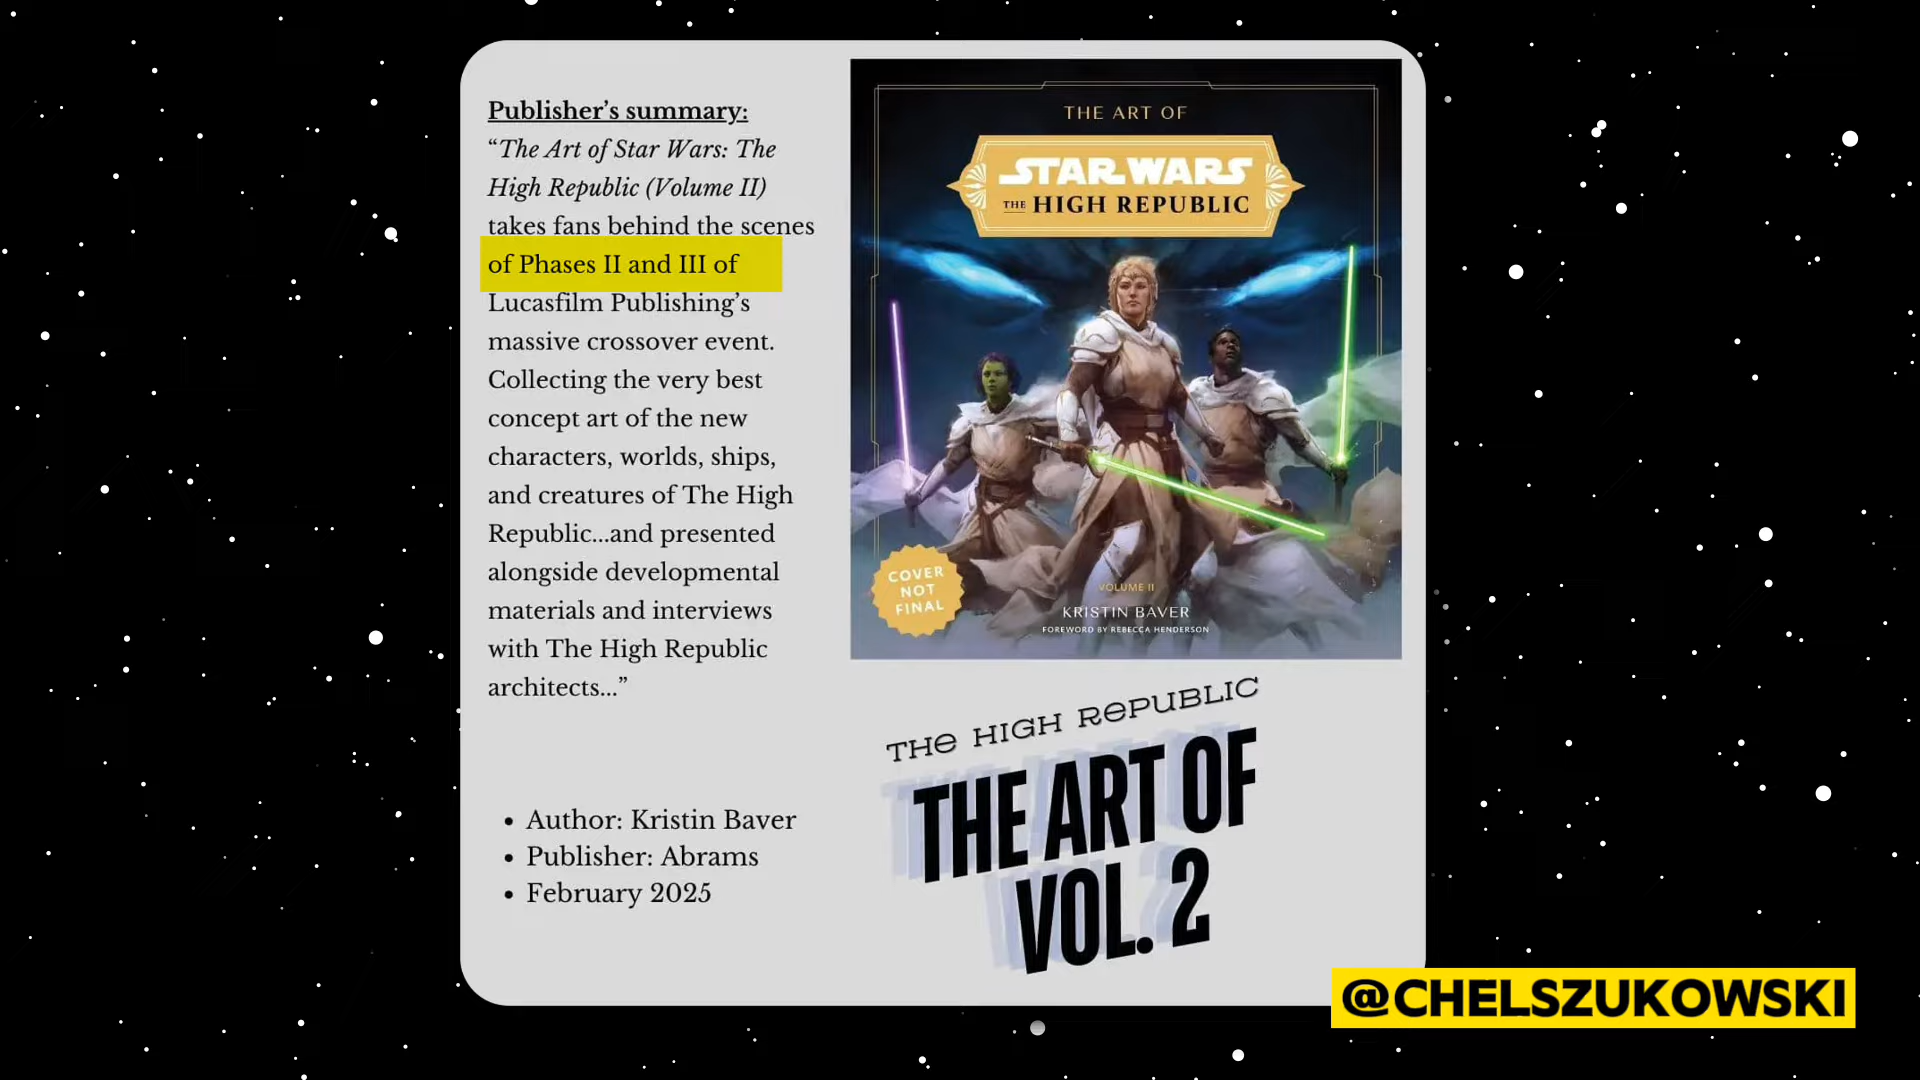 Publisher’s summary:
“The Art of Star Wars: The
High Republic (Volume II)
takes fans behind the scenes
of Phases II and III of
Lucasfilm Publishing’s
massive crossover event.
Collecting the very best
concept art of the new
characters, worlds, ships,
and creatures of The High
Republic...and presented
alongside developmental
materials and interviews
with The High Republic
architects...”
• Author: Kristin Baver
• Publisher: Abrams
• February 2025
THE ART OF
STAR WARS
THE HIGH REPUBLIC
COVER
NOT
FINAL
VOLUME II
KRISTIN BAVER
FOREWORD BY REBECCA HENDERSON
THE HIGH REPUBLIC
THE ART OF
VOL. 2
@CHELSZUKOWSKI